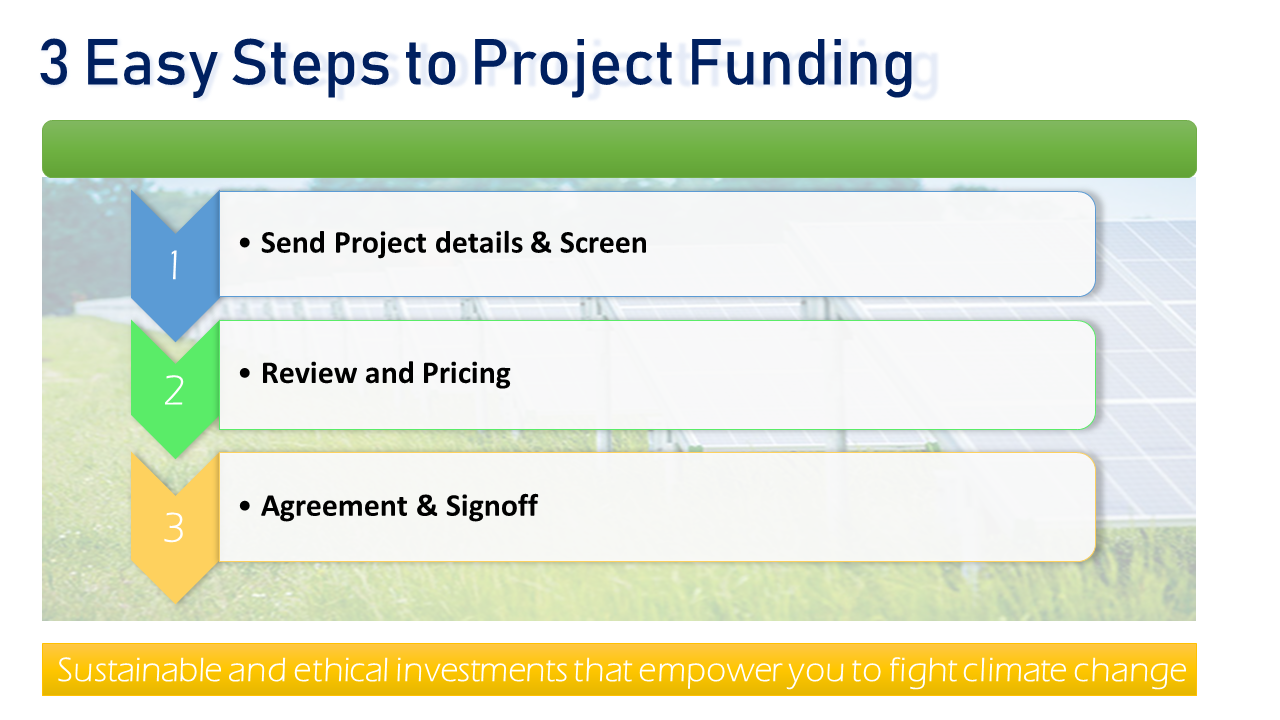 3 Easy Steps to Project Funding
1
• Send Project details & Screen
2
• Review and Pricing
3
• Agreement & Signoff
Sustainable and ethical investments that empower you to fight climate change